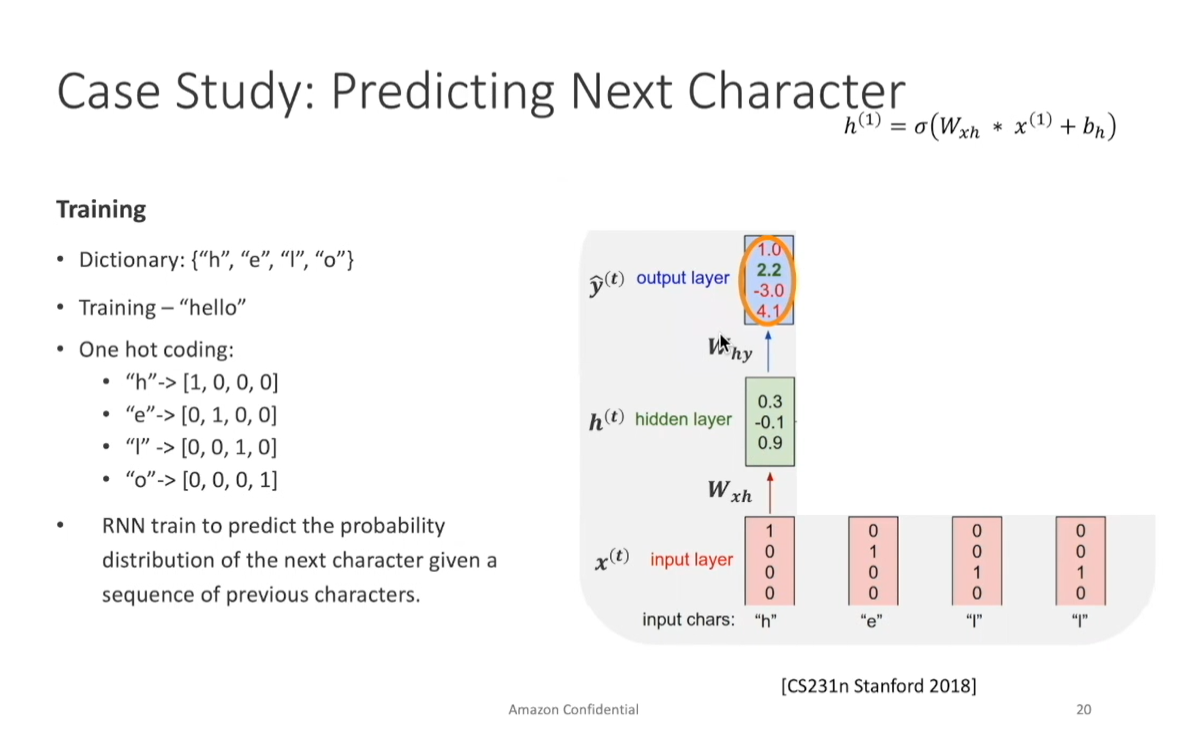 Case Study: Predicting Next Character
h^(1) = σ(W_xh * x^(1) + b_h)
Training
• Dictionary: {“h”, “e”, “l”, “o”}
• Training – “hello”
• One hot coding:
• “h”-> [1, 0, 0, 0]
• “e”-> [0, 1, 0, 0]
• “l” -> [0, 0, 1, 0]
• “o”-> [0, 0, 0, 1]
• RNN train to predict the probability
distribution of the next character given a
sequence of previous characters.
ŷ^(t) output layer
1.0
2.2
-3.0
4.1
W_hy
h^(t) hidden layer
0.3
-0.1
0.9
W_xh
x^(t) input layer
1 0 0 0
0 1 0 0
0 0 1 1
0 0 0 0
input chars: “h” “e” “l” “l”
[CS231n Stanford 2018]
Amazon Confidential
20